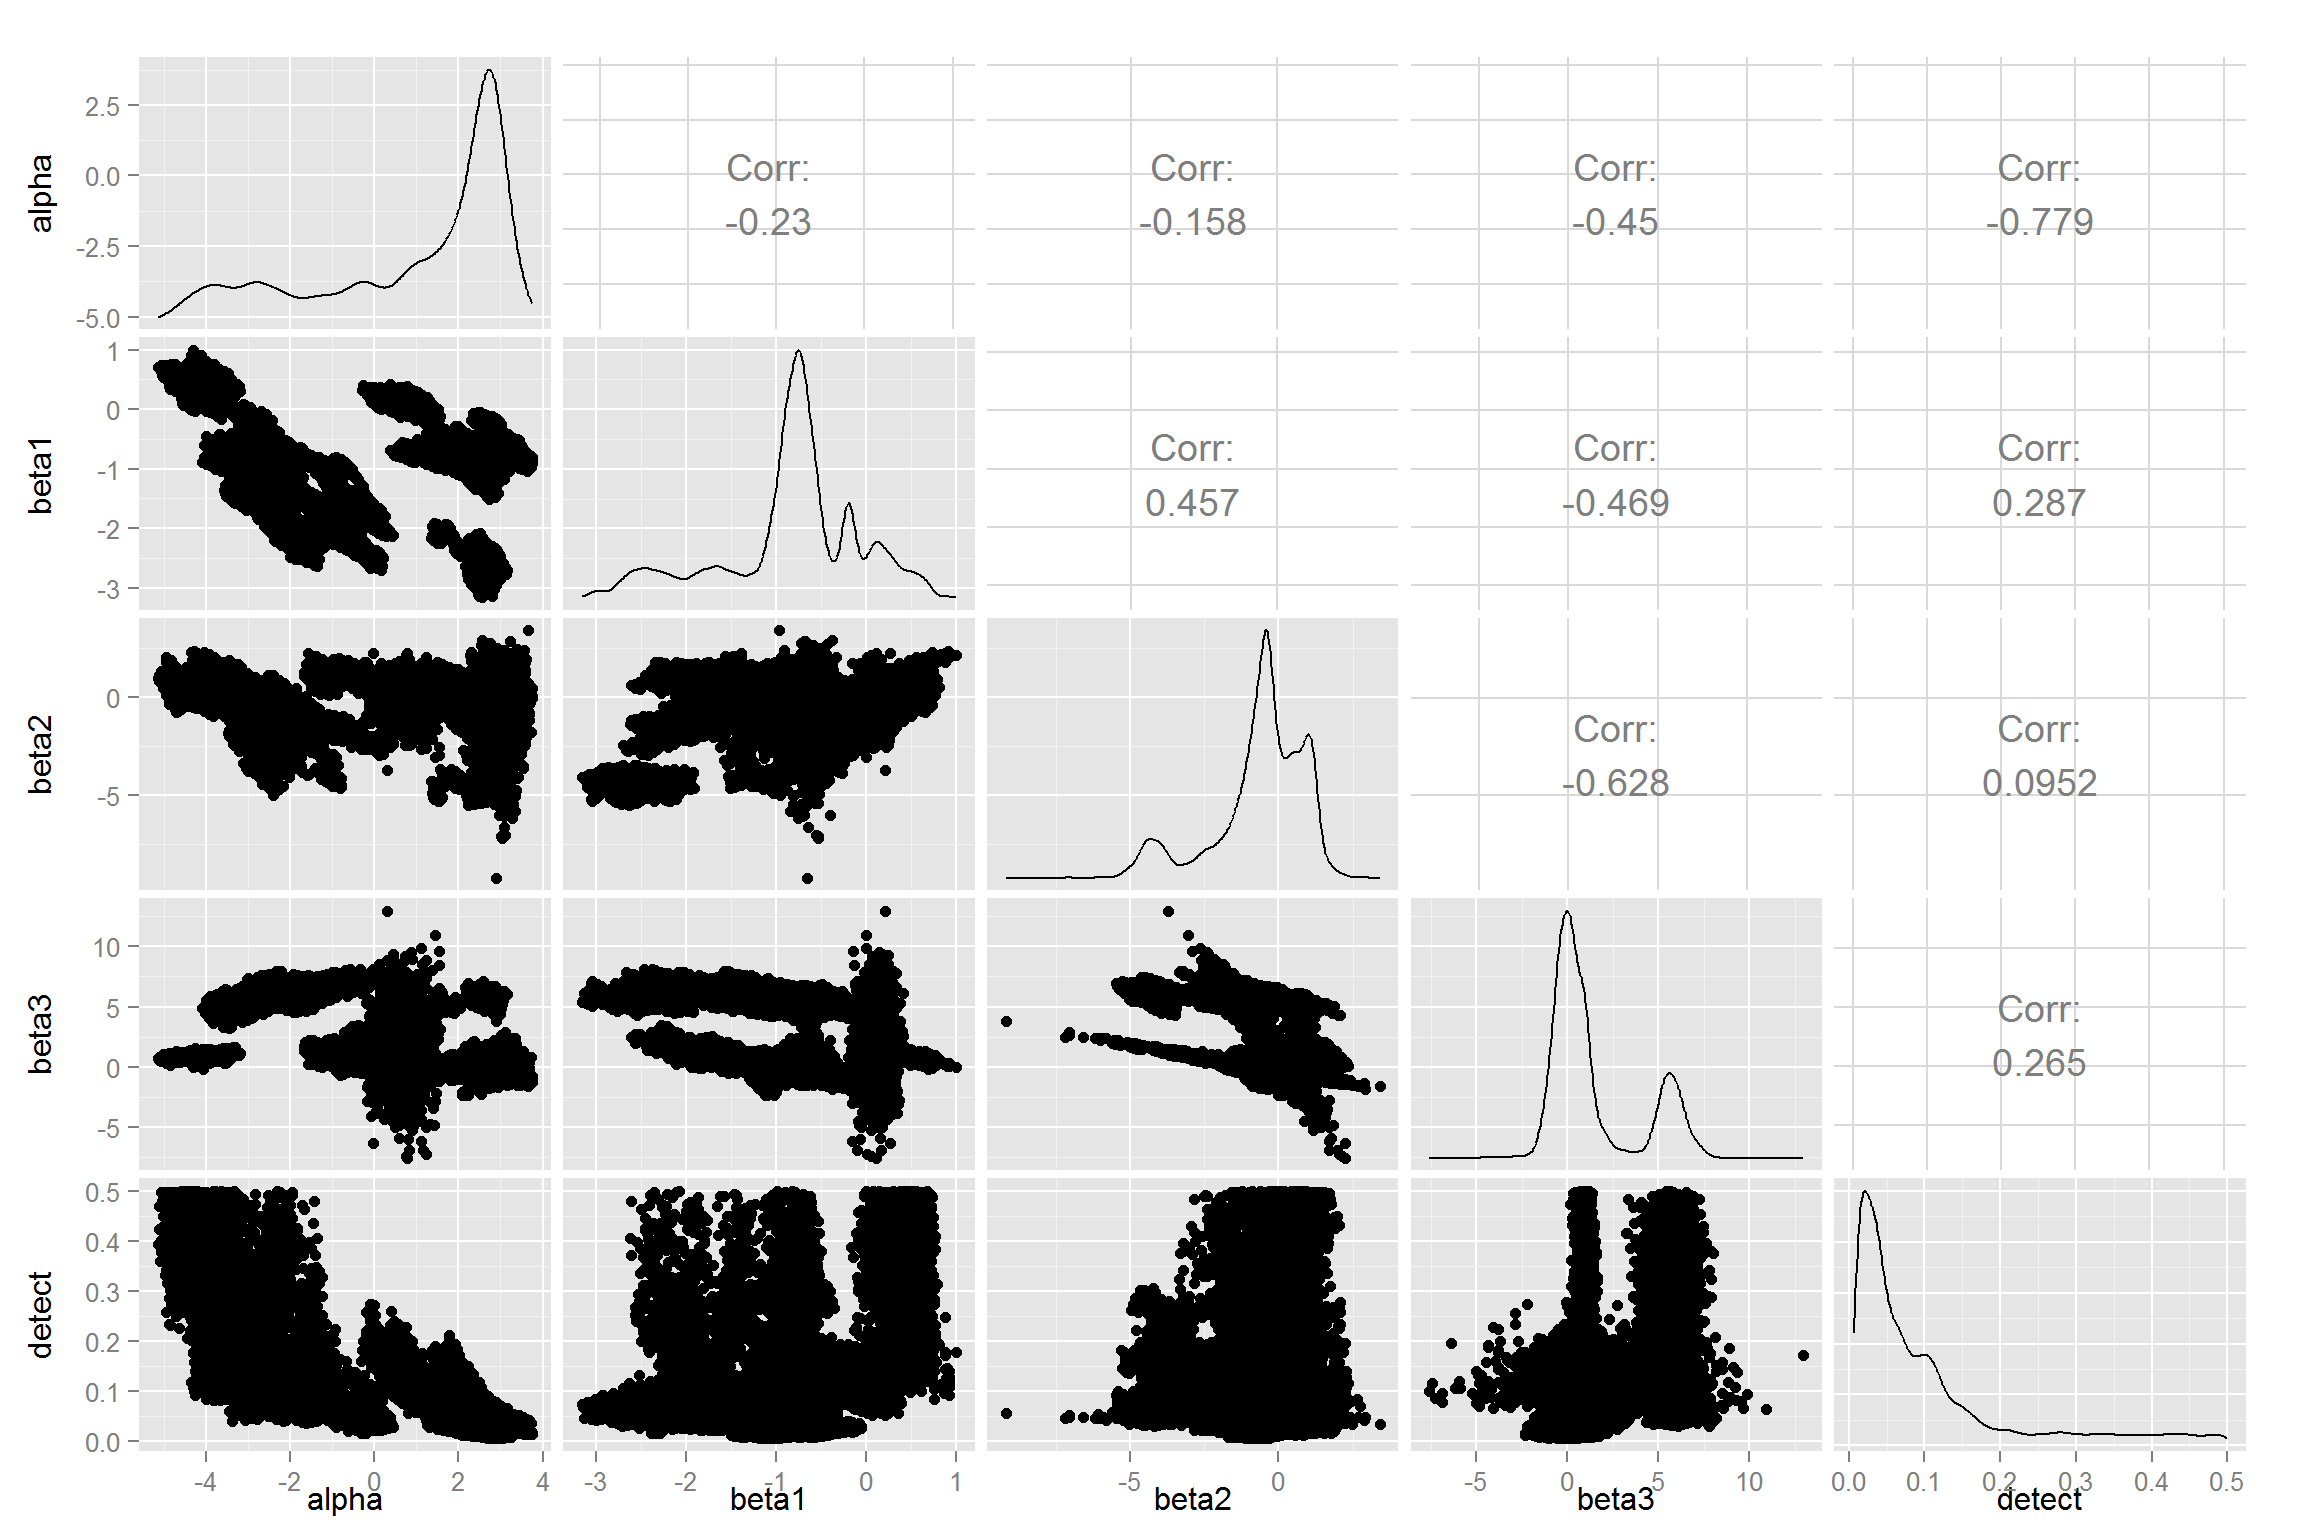 alpha
2.5
0.0
-2.5
-5.0
Corr:
-0.23
Corr:
-0.158
Corr:
-0.45
Corr:
-0.779
beta1
1
0
-1
-2
-3
Corr:
0.457
Corr:
-0.469
Corr:
0.287
beta2
0
-5
Corr:
-0.628
Corr:
0.0952
beta3
10
5
0
-5
Corr:
0.265
detect
0.5
0.4
0.3
0.2
0.1
0.0
-4 -2 0 2 4
alpha
-3 -2 -1 0 1
beta1
-5 0
beta2
-5 0 5 10
beta3
0.0 0.1 0.2 0.3 0.4 0.5
detect